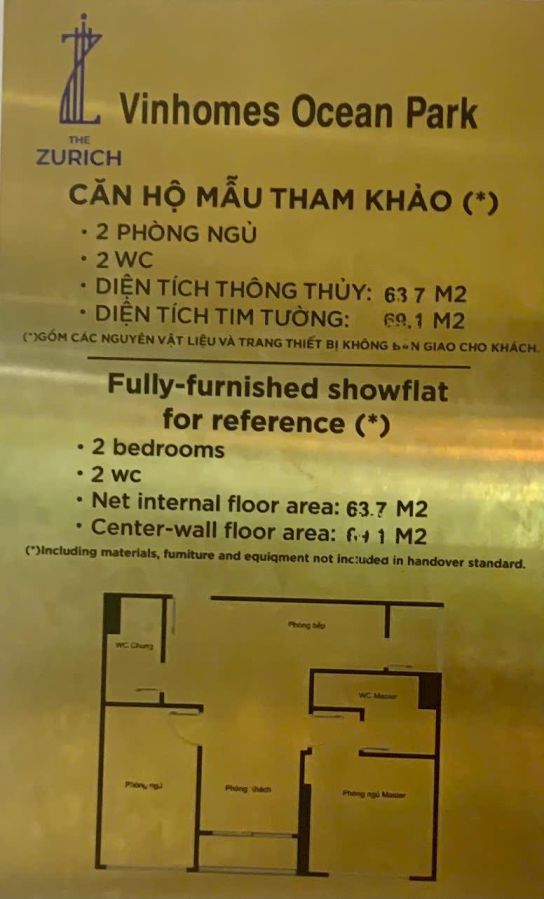 THE
ZURICH
Vinhomes Ocean Park
CĂN HỘ MẪU THAM KHẢO (*)
• 2 PHÒNG NGỦ
• 2 WC
• DIỆN TÍCH THÔNG THỦY: 63 7 M2
• DIỆN TÍCH TIM TƯỜNG: 69.1 M2
(*)GỒM CÁC NGUYÊN VẬT LIỆU VÀ TRANG THIẾT BỊ KHÔNG BÀN GIAO CHO KHÁCH.
Fully-furnished showflat
for reference (*)
• 2 bedrooms
• 2 wc
• Net internal floor area: 63.7 M2
• Center-wall floor area: M2
(*)Including materials, fumiture and equiqment not included in handover standard.
Phòng bếp
WC Chung
WC Master
Phòng ngủ
Phòng khách
Phòng ngủ Master